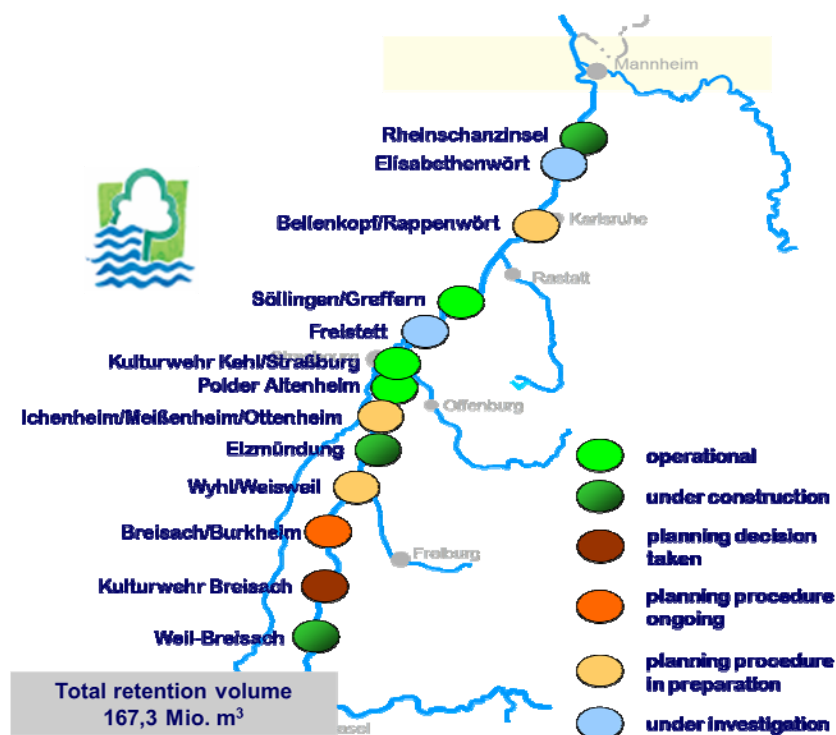 Mannheim
Rheinschanzinsel
Elisabethenwört
Bellenkopf/Rappenwört
Karlsruhe
Rastatt
Söllingen/Greffern
Freistett
Kulturwehr Kehl/Straßburg
Polder Altenheim
Offenburg
Ichenheim/Meißenheim/Ottenheim
Elzmündung
Wyhl/Weisweil
Breisach/Burkheim
Freiburg
Kulturwehr Breisach
Weil-Breisach
Total retention volume
167,3 Mio. m³
operational
under construction
planning decision
taken
planning procedure
ongoing
planning procedure
in preparation
under investigation